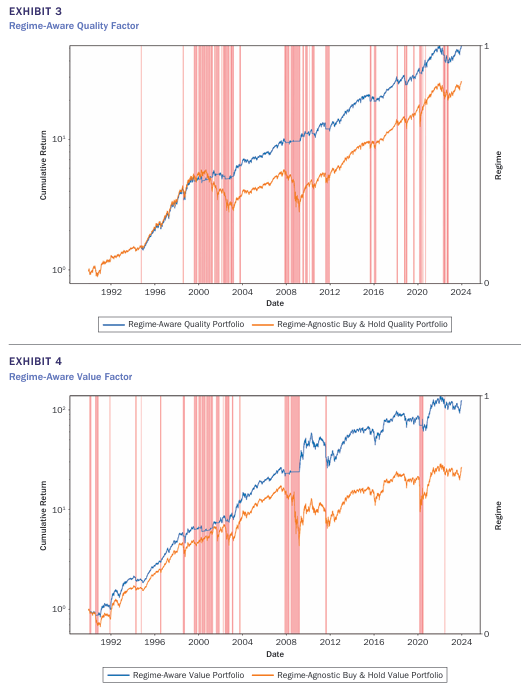 EXHIBIT 3
Regime-Aware Quality Factor
1
10¹
10⁰
0
Cumulative Return
Regime
1992 1996 2000 2004 2008 2012 2016 2020 2024
Date
Regime-Aware Quality Portfolio Regime-Agnostic Buy & Hold Quality Portfolio
EXHIBIT 4
Regime-Aware Value Factor
1
10²
10¹
10⁰
0
Cumulative Return
Regime
1992 1996 2000 2004 2008 2012 2016 2020 2024
Date
Regime-Aware Value Portfolio Regime-Agnostic Buy & Hold Value Portfolio